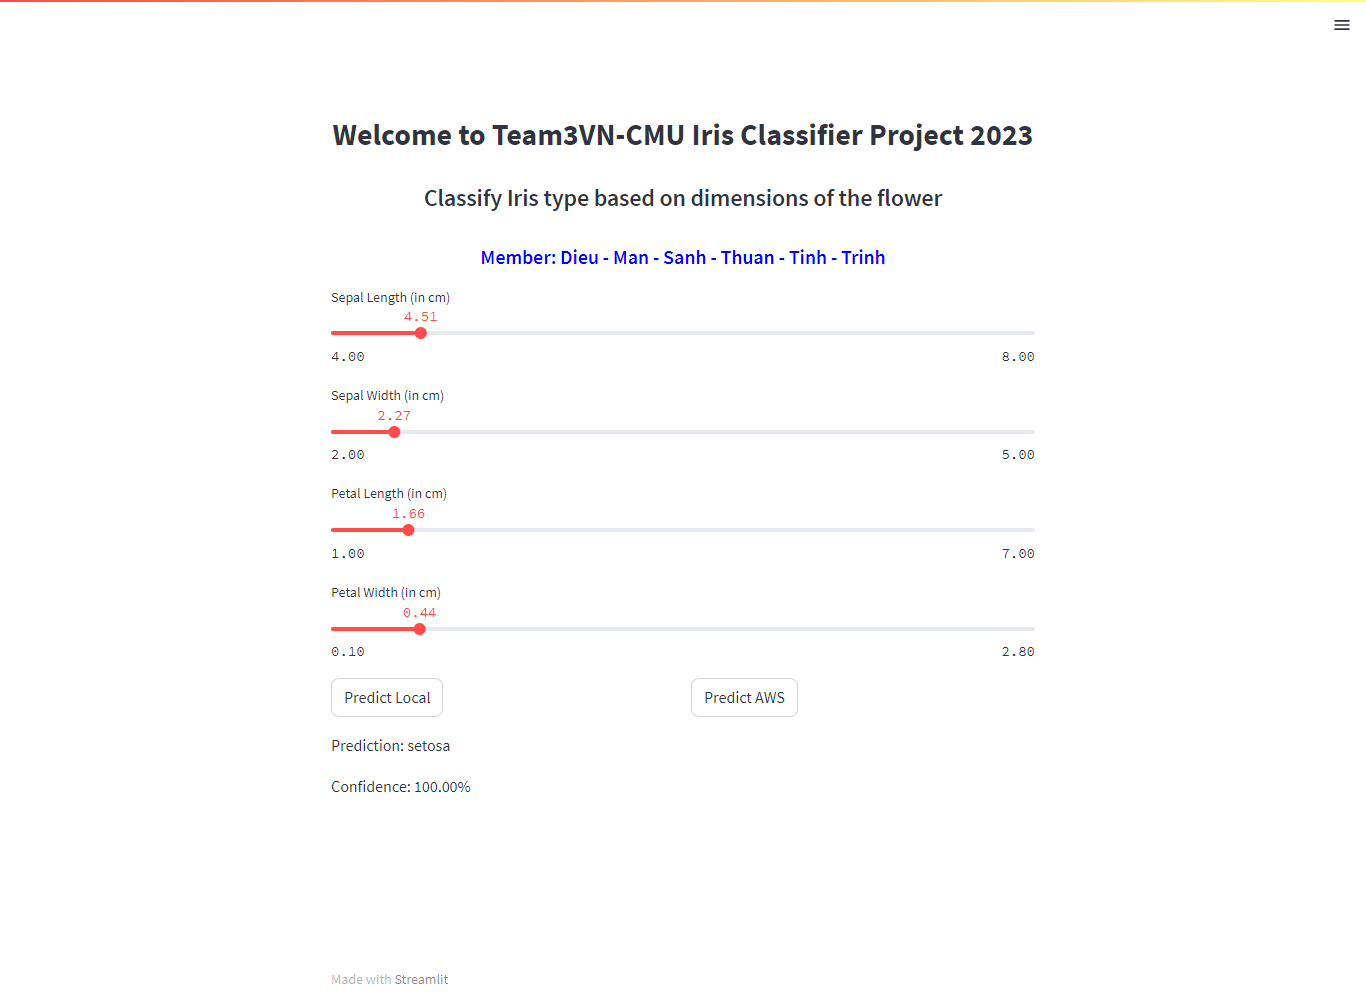 Welcome to Team3VN-CMU Iris Classifier Project 2023
Classify Iris type based on dimensions of the flower
Member: Dieu - Man - Sanh - Thuan - Tinh - Trinh
Sepal Length (in cm)
4.51
4.00 8.00
Sepal Width (in cm)
2.27
2.00 5.00
Petal Length (in cm)
1.66
1.00 7.00
Petal Width (in cm)
0.44
0.10 2.80
Predict Local Predict AWS
Prediction: setosa
Confidence: 100.00%
Made with Streamlit